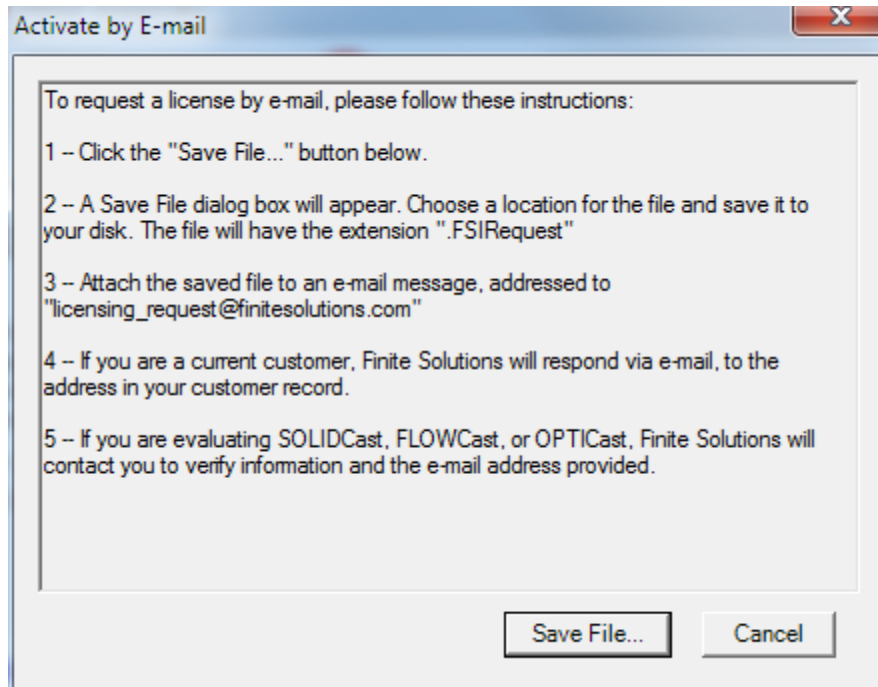 Activate by E-mail
To request a license by e-mail, please follow these instructions:
1 -- Click the "Save File..." button below.
2 -- A Save File dialog box will appear. Choose a location for the file and save it to
your disk. The file will have the extension ".FSIRequest"
3 -- Attach the saved file to an e-mail message, addressed to
"licensing_request@finitesolutions.com"
4 -- If you are a current customer, Finite Solutions will respond via e-mail, to the
address in your customer record.
5 -- If you are evaluating SOLIDCast, FLOWCast, or OPTICast, Finite Solutions will
contact you to verify information and the e-mail address provided.
Save File... Cancel